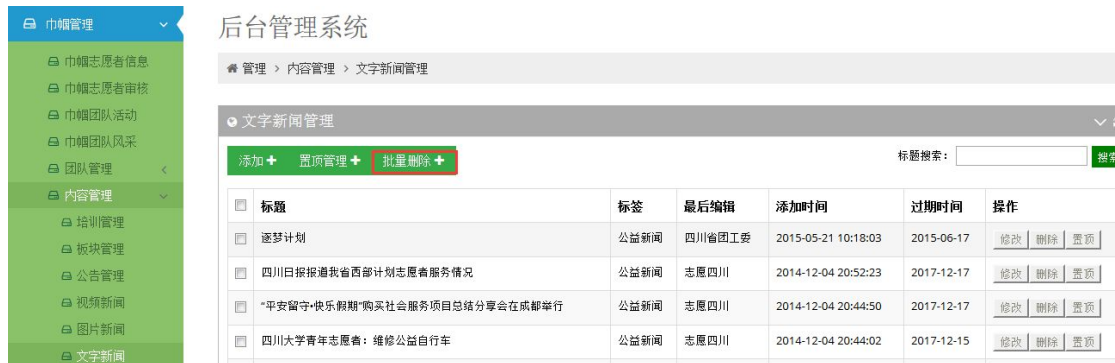 巾帼管理
巾帼志愿者信息
巾帼志愿者审核
巾帼团队活动
巾帼团队风采
团队管理
内容管理
培训管理
板块管理
公告管理
视频新闻
图片新闻
文字新闻
后台管理系统
管理 > 内容管理 > 文字新闻管理
文字新闻管理
添加 置顶管理 批量删除 标题搜索: 搜索
标题 标签 最后编辑 添加时间 过期时间 操作
逐梦计划 公益新闻 四川省团工委 2015-05-21 10:18:03 2015-06-17 修改 删除 置顶
四川日报报道我省西部计划志愿者服务情况 公益新闻 志愿四川 2014-12-04 20:52:23 2017-12-17 修改 删除 置顶
“平安留守·快乐假期”购买社会服务项目总结分享会在成都举行 公益新闻 志愿四川 2014-12-04 20:44:50 2017-12-17 修改 删除 置顶
四川大学青年志愿者：维修公益自行车 公益新闻 志愿四川 2014-12-04 20:44:02 2017-12-15 修改 删除 置顶